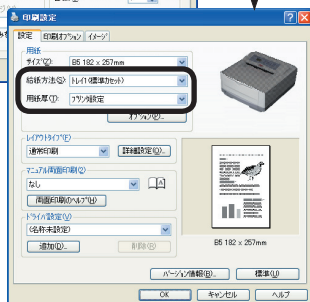 印刷設定
設定 印刷オプション イメージ
用紙
サイズ(Z): B5 182 x 257mm
給紙方法(S): トレイ1(標準カセット)
用紙厚(T): プリンタ設定
オプション(P)...
レイアウトタイプ(F)
通常印刷 詳細設定(O)...
マニュアル両面印刷(2)
なし
A
両面印刷のヘルプ(H)
ドライバ設定(V)
(名称未設定)
追加(D)... 削除(R)
B5 182 x 257mm
バージョン情報(B)... 標準(U)
OK キャンセル ヘルプ